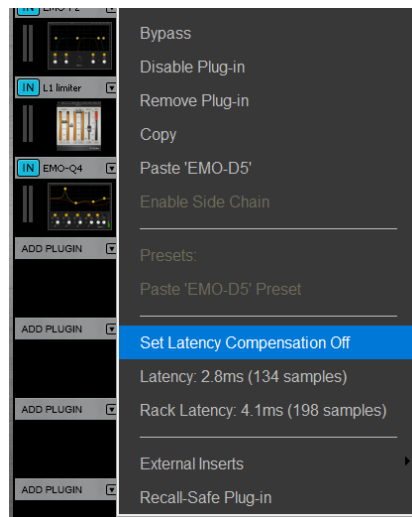 IN EMO-F2
IN L1 limiter
IN EMO-Q4
ADD PLUGIN
ADD PLUGIN
ADD PLUGIN
ADD PLUGIN
Bypass
Disable Plug-in
Remove Plug-in
Copy
Paste 'EMO-D5'
Enable Side Chain
Presets:
Paste 'EMO-D5' Preset
Set Latency Compensation Off
Latency: 2.8ms (134 samples)
Rack Latency: 4.1ms (198 samples)
External Inserts
Recall-Safe Plug-in